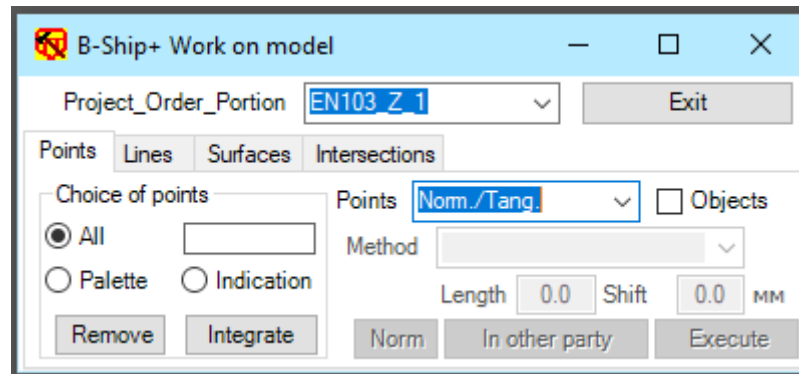 B-Ship+ Work on model
Project_Order_Portion EN103_Z_1 Exit
Points Lines Surfaces Intersections
Choice of points Points Norm./Tang. Objects
All Method
Palette Indication Length 0.0 Shift 0.0 мм
Remove Integrate Norm In other party Execute